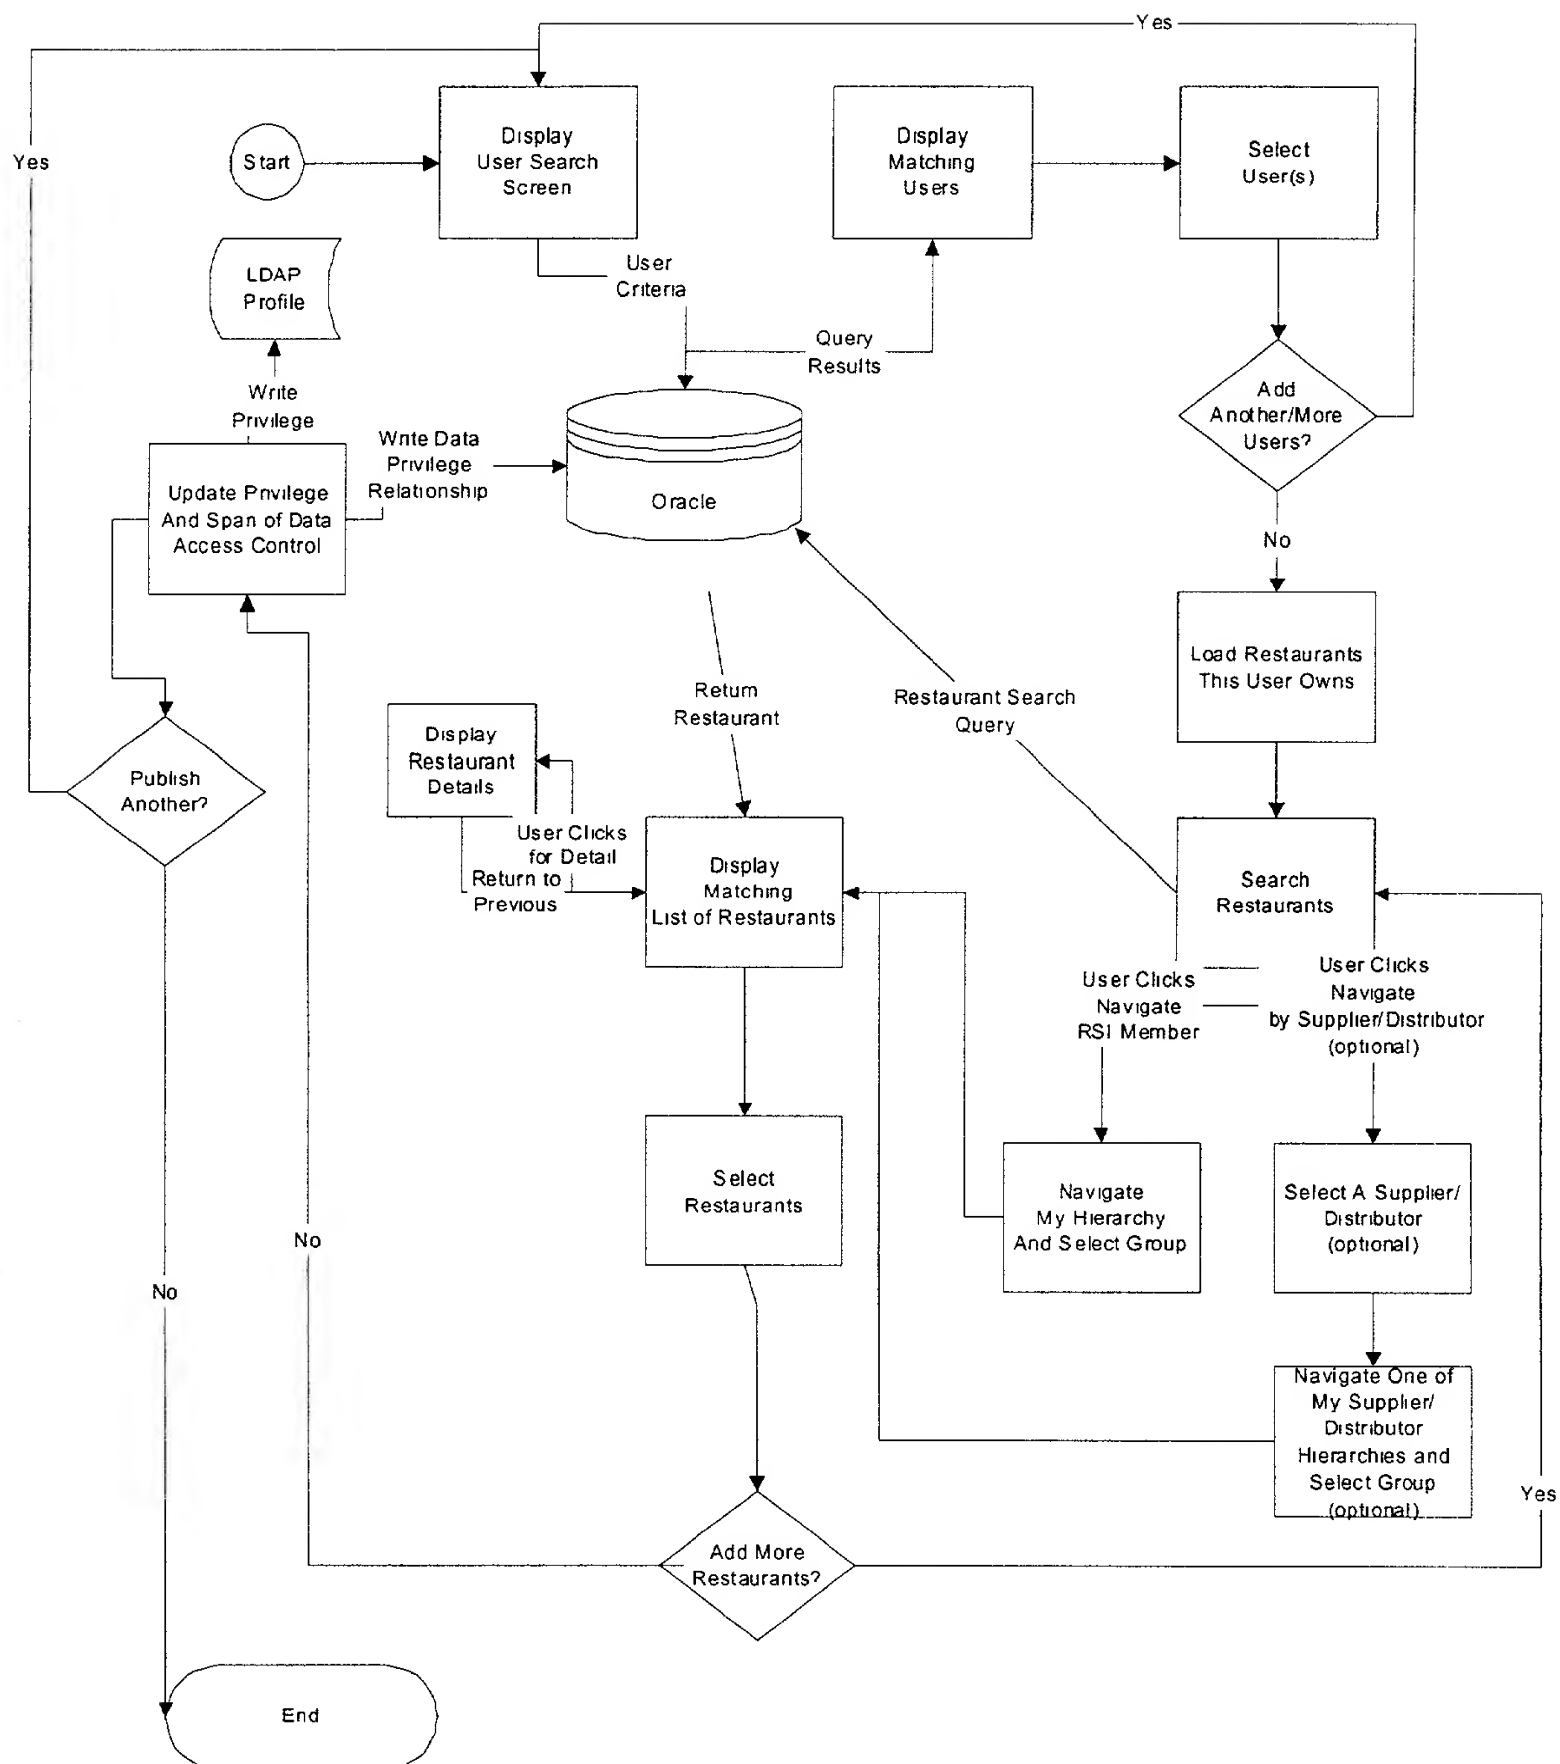 Yes
Yes
Start
Display
User Search
Screen
Display
Matching
Users
Select
User(s)
LDAP
Profile
User
Criteria
Query
Results
Write
Privilege
Write Data
Privilege
Relationship
Add
Another/More
Users?
Update Privilege
And Span of Data
Access Control
Oracle
No
Load Restaurants
This User Owns
Return
Restaurant
Restaurant Search
Query
Display
Restaurant
Details
Publish
Another?
User Clicks
for Detail
Return to
Previous
Display
Matching
List of Restaurants
Search
Restaurants
User Clicks
Navigate
RSI Member
User Clicks
Navigate
by Supplier/Distributor
(optional)
Select
Restaurants
Navigate
My Hierarchy
And Select Group
Select A Supplier/
Distributor
(optional)
No
No
Navigate One of
My Supplier/
Distributor
Hierarchies and
Select Group
(optional)
Yes
Add More
Restaurants?
End